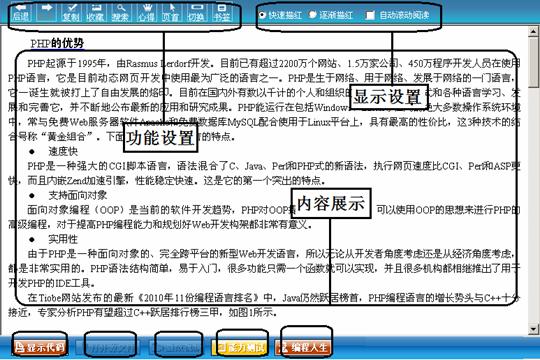 后退 复制 收藏 搜索 心得 页首 切换 书签 快速描红 逐渐描红 自动滚动阅读
PHP的优势
显示设置
功能设置
内容展示
PHP起源于1995年，由Rasmus Lerdorf开发。目前已有超过2200万个网站、1.5万家公司、450万程序开发人员在使用
PHP语言，它是目前动态网页开发中使用最为广泛的语言之一。PHP是生于网络、用于网络、发展于网络的一门语言，
它一诞生就被打上了自由发展的烙印。目前在国内外有数以千计的个人和组织的 式和各种语言学习、发
展和完善它，并不断地公布最新的应用和研究成果。PHP能运行在包括Windows 绝大多数操作系统环境
中，常与免费Web服务器软件Apache和免费数据库MySQL配合使用于Linux平台上，具有最高的性价比，这3种技术的结
合号称“黄金组合”。下面 的特点。
● 速度快
PHP是一种强大的CGI脚本语言，语法混合了C、Java、Perl和PHP式的新语法，执行网页速度比CGI、Perl和ASP更
快，而且内嵌Zend加速引擎，性能稳定快速。这是它的第一个突出的特点。
● 支持面向对象
面向对象编程（OOP）是当前的软件开发趋势，PHP对OOP 可以使用OOP的思想来进行PHP的
高级编程，对于提高PHP编程能力和规划好Web开发构架都非常有意义。
● 实用性
由于PHP是一种面向对象的、完全跨平台的新型Web开发语言，所以无论从开发者角度考虑还是从经济角度考虑，
都是非常实用的。PHP语法结构简单，易于入门，很多功能只需一个函数就可以实现，并且很多机构都相继推出了用于
开发PHP的IDE工具。
在Tiobe网站发布的最新《2010年11份编程语言排名》中，Java仍然跃居榜首，PHP编程语言的增长势头与C++十分
接近，专家分析PHP有望超过C++跃居排行榜三甲，如图1所示。
显示代码 能力测试 编程人生